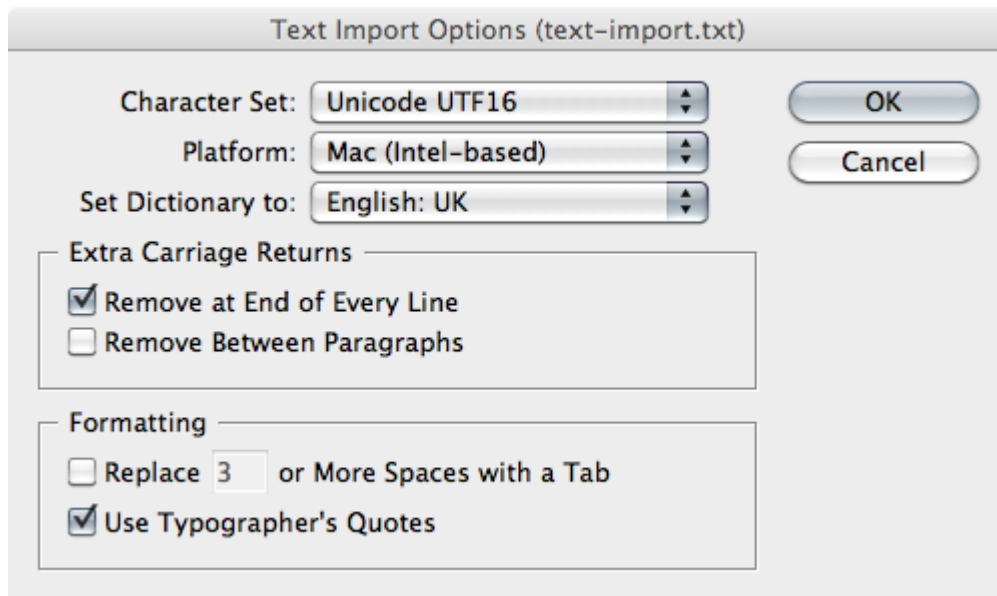 Text Import Options (text-import.txt)
Character Set: Unicode UTF16
OK
Platform: Mac (Intel-based)
Cancel
Set Dictionary to: English: UK
Extra Carriage Returns
Remove at End of Every Line
Remove Between Paragraphs
Formatting
Replace 3 or More Spaces with a Tab
Use Typographer's Quotes